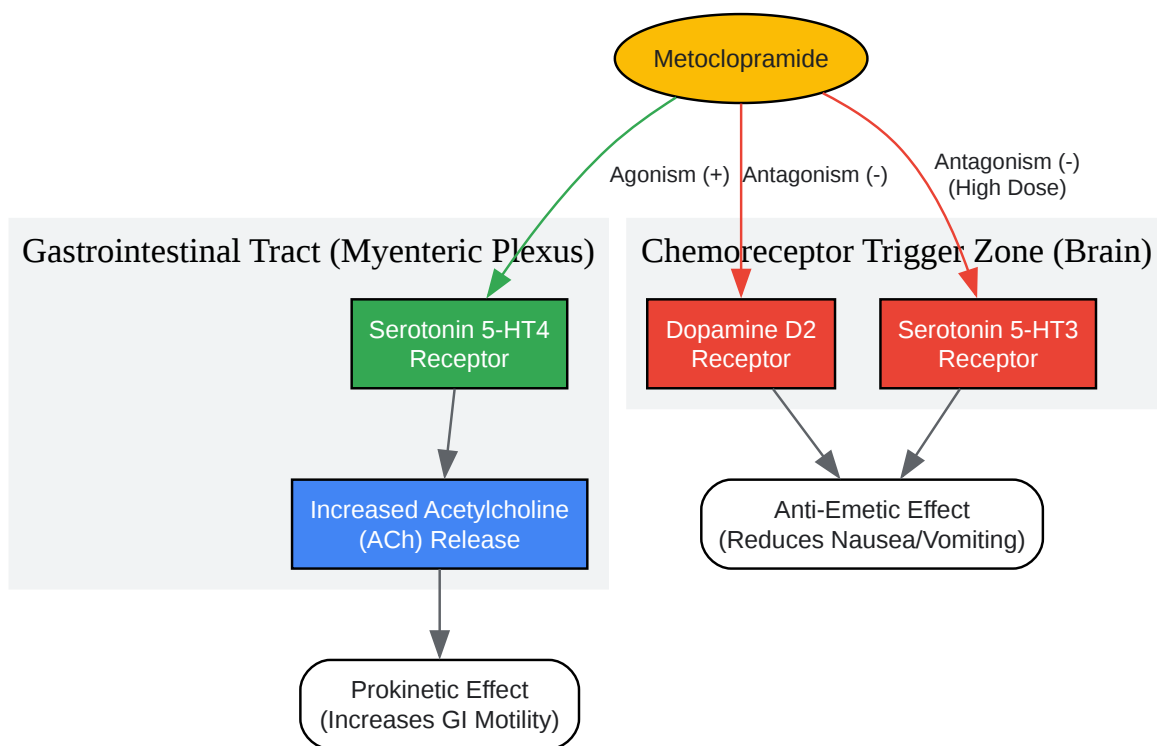 Metoclopramide
Agonism (+)
Antagonism (-)
Antagonism (-)
(High Dose)
Gastrointestinal Tract (Myenteric Plexus)
Chemoreceptor Trigger Zone (Brain)
Serotonin 5-HT4
Receptor
Dopamine D2
Receptor
Serotonin 5-HT3
Receptor
Increased Acetylcholine
(ACh) Release
Anti-Emetic Effect
(Reduces Nausea/Vomiting)
Prokinetic Effect
(Increases GI Motility)